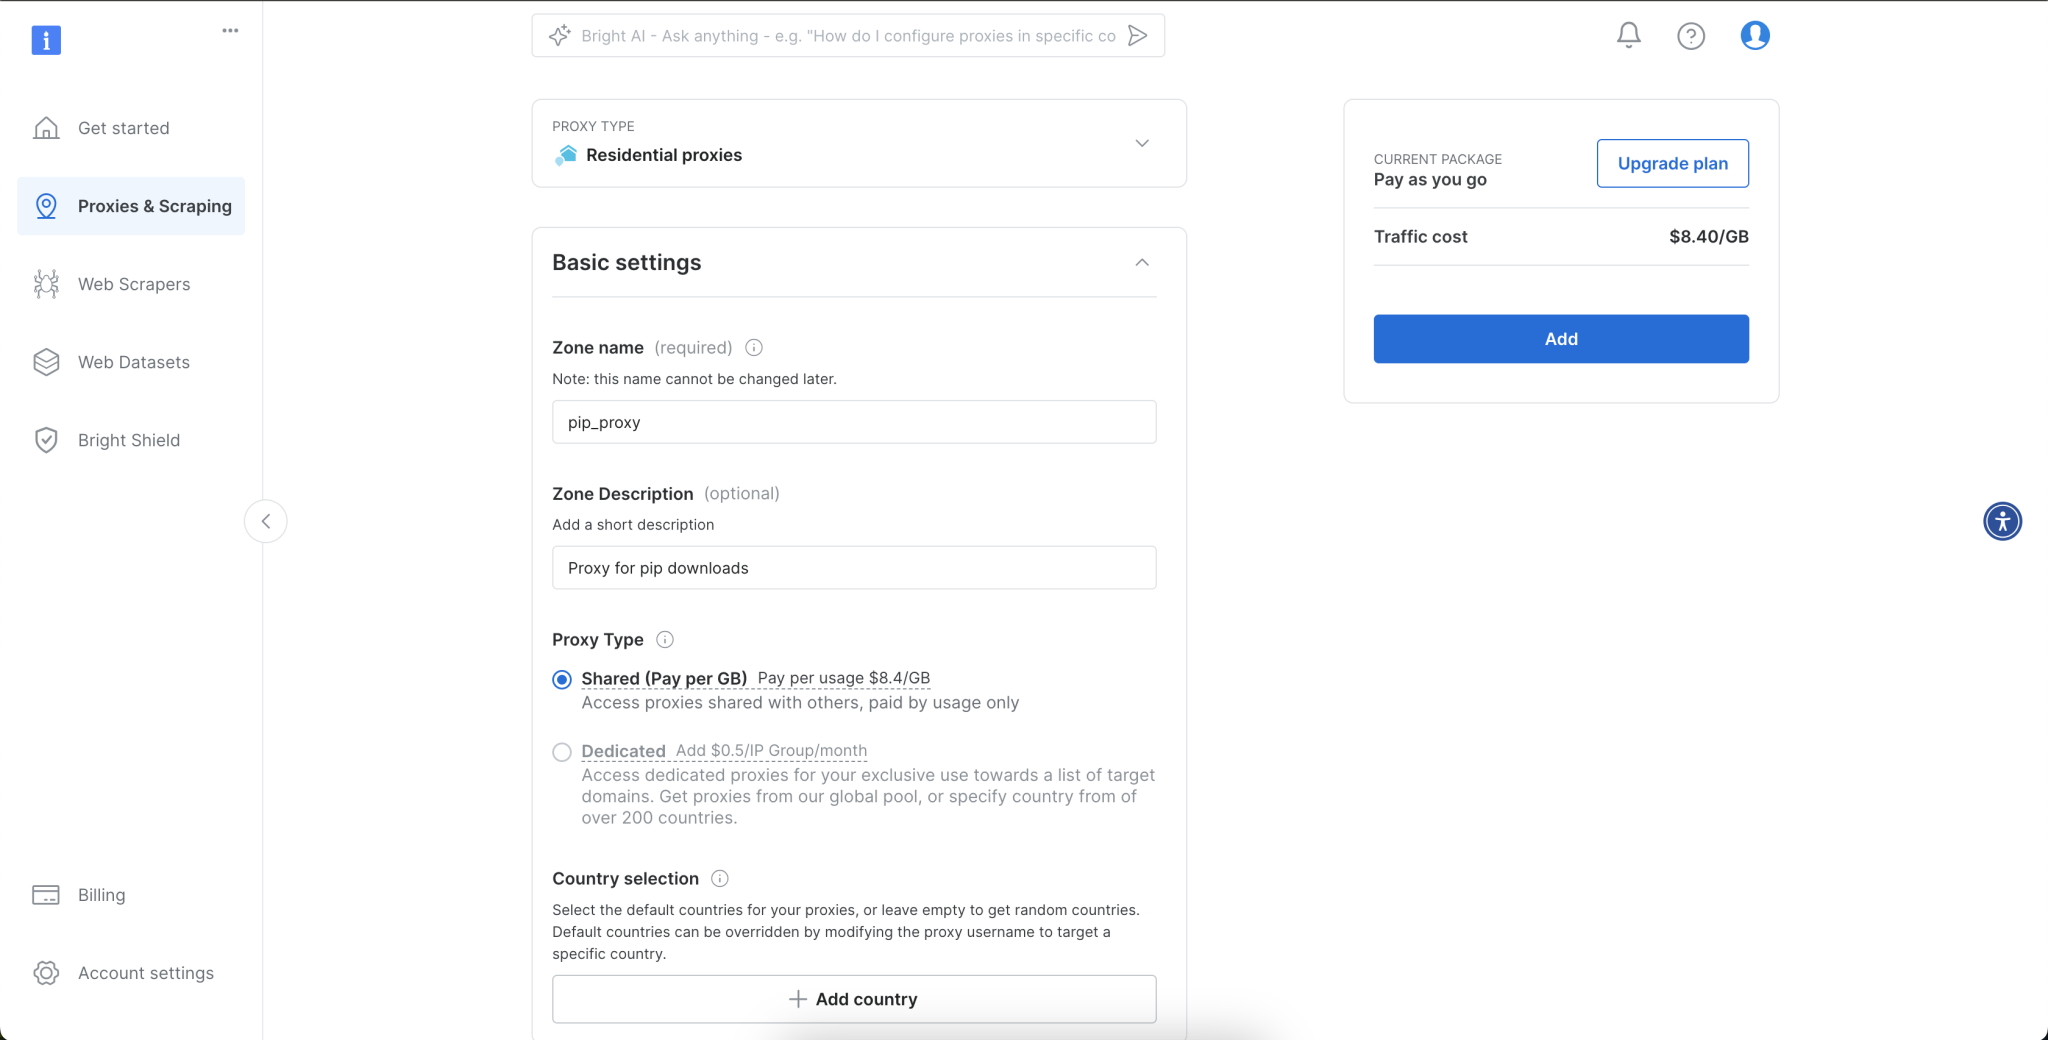 i
Get started
Proxies & Scraping
Web Scrapers
Web Datasets
Bright Shield
Billing
Account settings
Bright AI - Ask anything - e.g. "How do I configure proxies in specific co
PROXY TYPE
Residential proxies
Basic settings
Zone name (required)
Note: this name cannot be changed later.
pip_proxy
Zone Description (optional)
Add a short description
Proxy for pip downloads
Proxy Type
Shared (Pay per GB) Pay per usage $8.4/GB
Access proxies shared with others, paid by usage only
Dedicated Add $0.5/IP Group/month
Access dedicated proxies for your exclusive use towards a list of target
domains. Get proxies from our global pool, or specify country from of
over 200 countries.
Country selection
Select the default countries for your proxies, or leave empty to get random countries.
Default countries can be overridden by modifying the proxy username to target a
specific country.
Add country
CURRENT PACKAGE
Pay as you go
Upgrade plan
Traffic cost $8.40/GB
Add